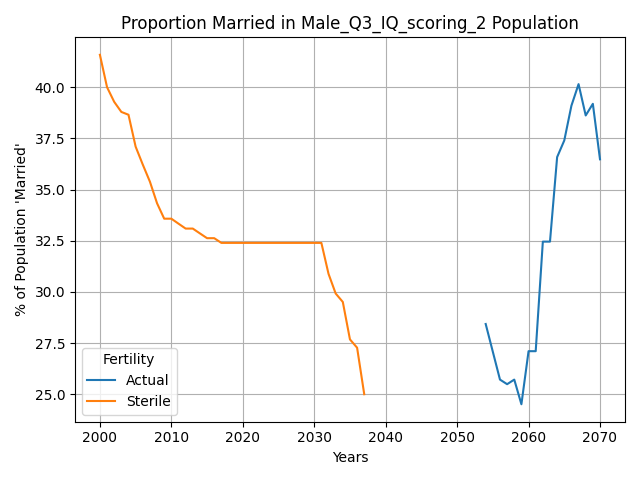 Proportion Married in Male_Q3_IQ_scoring_2 Population
% of Population 'Married'
40.0
37.5
35.0
32.5
30.0
27.5
25.0
Fertility
Actual
Sterile
2000 2010 2020 2030 2040 2050 2060 2070
Years